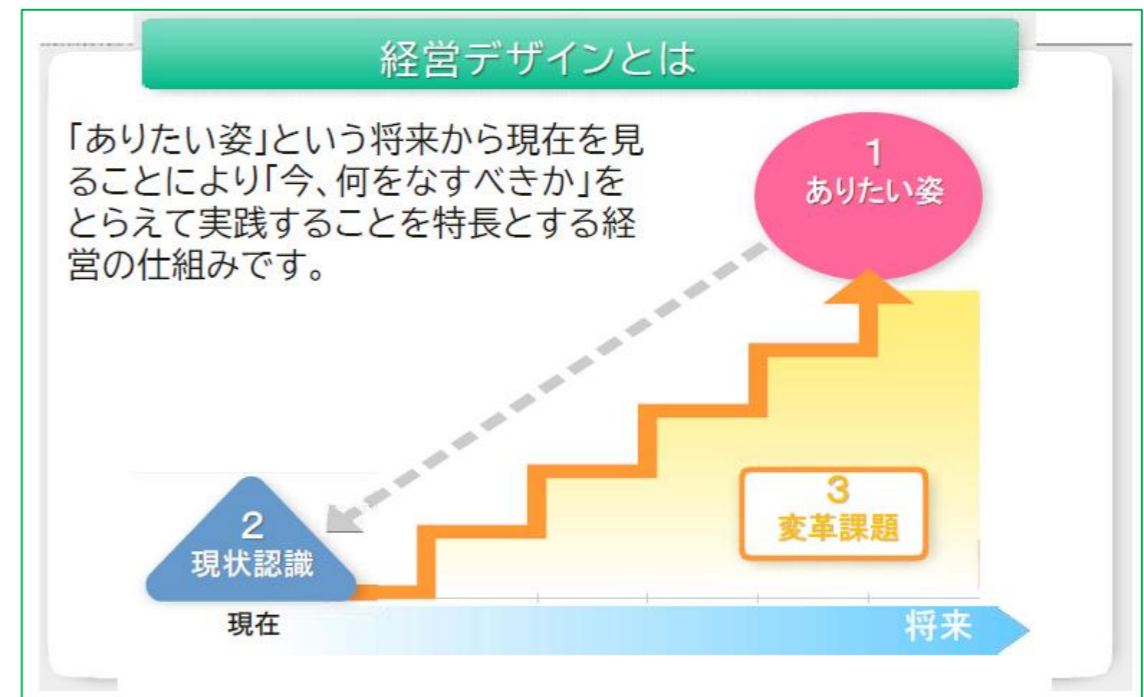 経営デザインとは
「ありたい姿」という将来から現在を見
ることにより「今、何をなすべきか」を
とらえて実践することを特長とする経
営の仕組みです。
1
ありたい姿
2
現状認識
3
変革課題
現在
将来